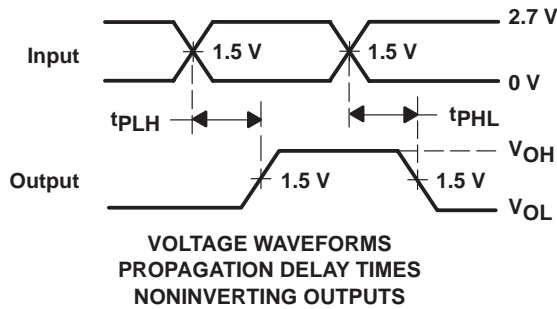 2.7 V
Input
1.5 V
1.5 V
0 V
tPLH
tPHL
VOH
Output
1.5 V
1.5 V
VOL
VOLTAGE WAVEFORMS
PROPAGATION DELAY TIMES
NONINVERTING OUTPUTS